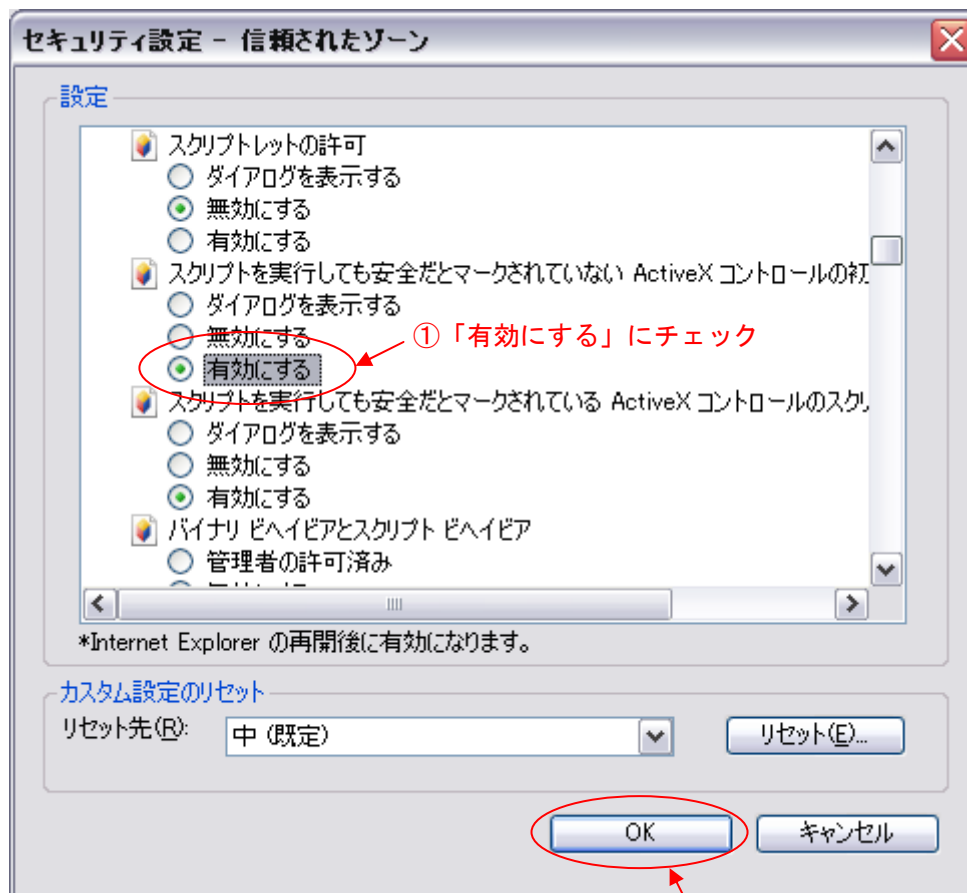 セキュリティ設定 - 信頼されたゾーン
設定
スクリプトレットの許可
ダイアログを表示する
無効にする
有効にする
スクリプトを実行しても安全だとマークされていない ActiveX コントロールの初
ダイアログを表示する
無効にする
①「有効にする」にチェック
有効にする
スクリプトを実行しても安全だとマークされている ActiveX コントロールのスクリ
ダイアログを表示する
無効にする
有効にする
バイナリ ビヘイビアとスクリプト ビヘイビア
管理者の許可済み
*Internet Explorer の再開後に有効になります。
カスタム設定のリセット
リセット先(R):
中 (既定)
リセット(E)...
OK
キャンセル